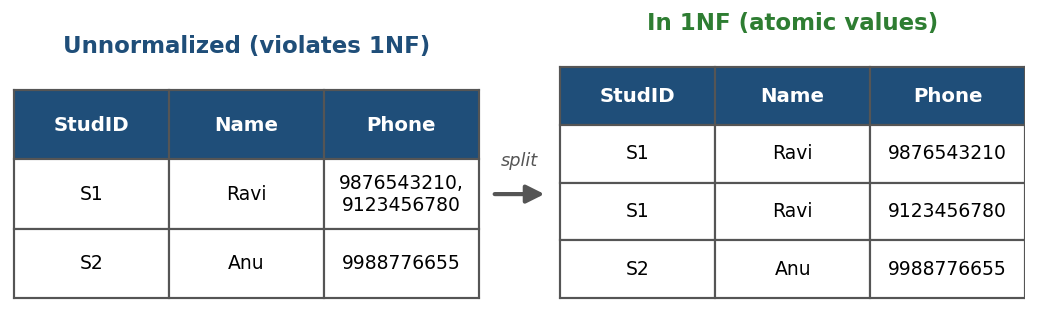 Unnormalized (violates 1NF)
StudID Name Phone
S1 Ravi 9876543210,
9123456780
S2 Anu 9988776655
split
In 1NF (atomic values)
StudID Name Phone
S1 Ravi 9876543210
S1 Ravi 9123456780
S2 Anu 9988776655